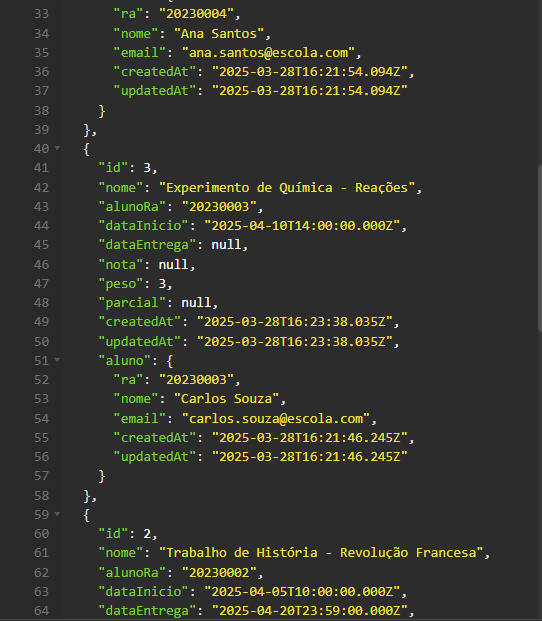 33 "ra": "20230004",
34 "nome": "Ana Santos",
35 "email": "ana.santos@escola.com",
36 "createdAt": "2025-03-28T16:21:54.094Z",
37 "updatedAt": "2025-03-28T16:21:54.094Z"
38 }
39 },
40 {
41 "id": 3,
42 "nome": "Experimento de Química - Reações",
43 "alunoRa": "20230003",
44 "dataInicio": "2025-04-10T14:00:00.000Z",
45 "dataEntrega": null,
46 "nota": null,
47 "peso": 3,
48 "parcial": null,
49 "createdAt": "2025-03-28T16:23:38.035Z",
50 "updatedAt": "2025-03-28T16:23:38.035Z",
51 "aluno": {
52 "ra": "20230003",
53 "nome": "Carlos Souza",
54 "email": "carlos.souza@escola.com",
55 "createdAt": "2025-03-28T16:21:46.245Z",
56 "updatedAt": "2025-03-28T16:21:46.245Z"
57 }
58 },
59 {
60 "id": 2,
61 "nome": "Trabalho de História - Revolução Francesa",
62 "alunoRa": "20230002",
63 "dataInicio": "2025-04-05T10:00:00.000Z",
64 "dataEntrega": "2025-04-20T23:59:00.000Z",